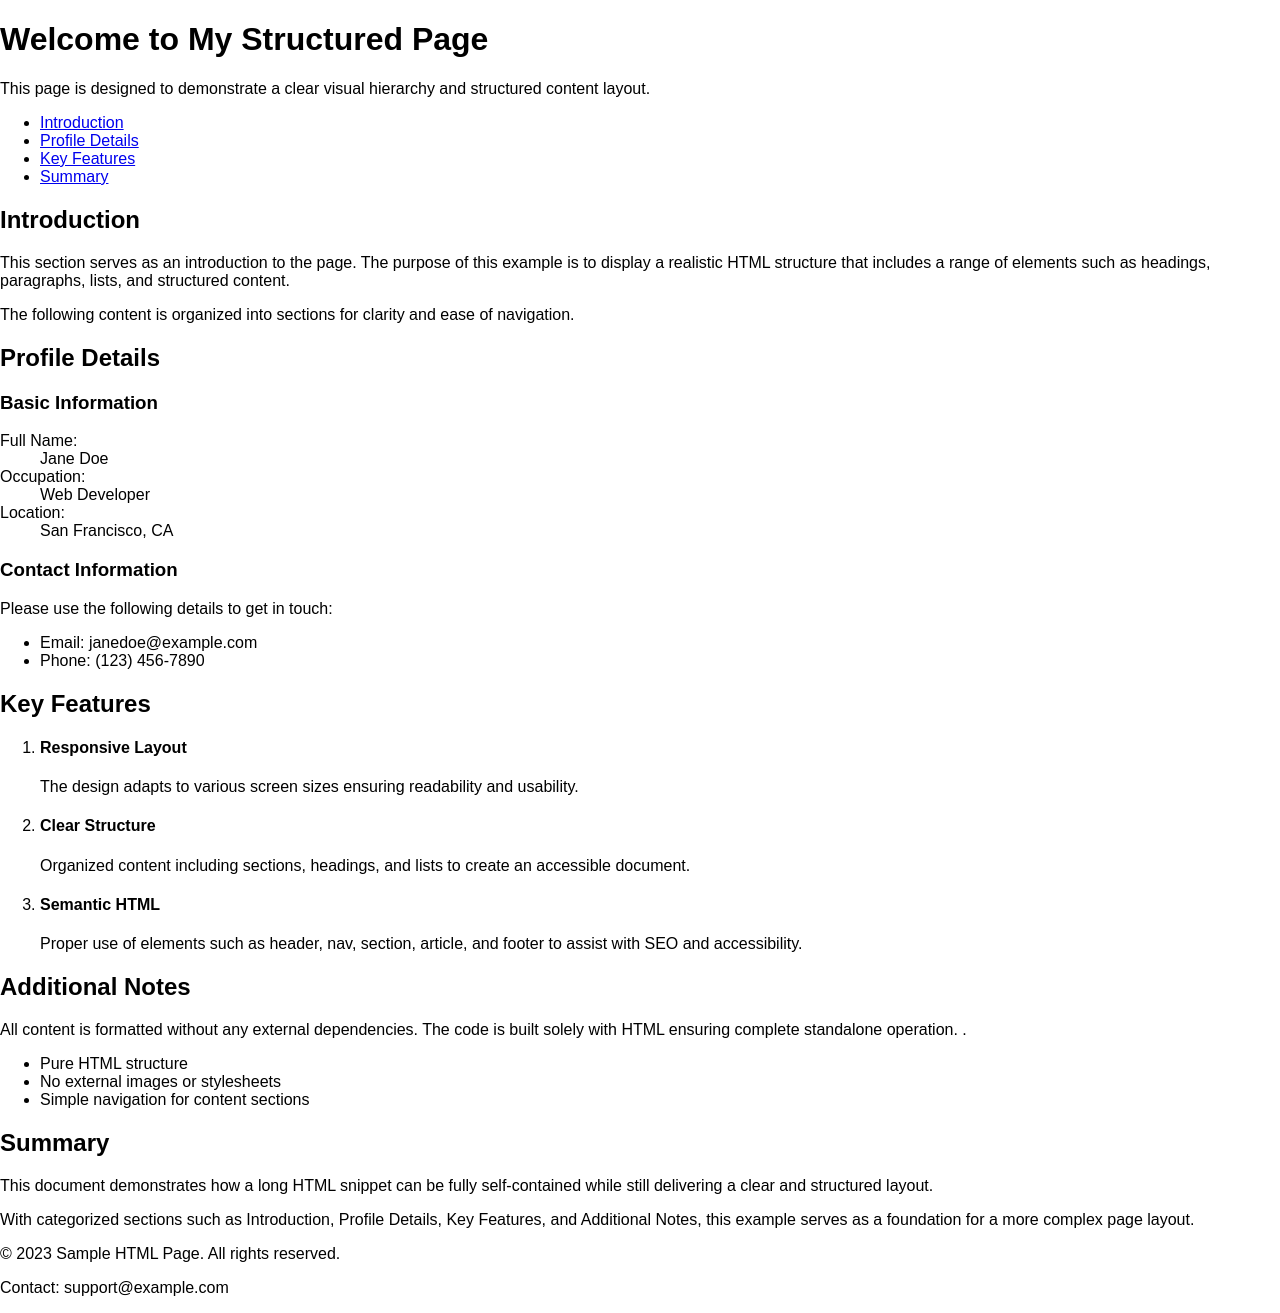 Welcome to My Structured Page
This page is designed to demonstrate a clear visual hierarchy and structured content layout.
• Introduction
• Profile Details
• Key Features
• Summary
Introduction
This section serves as an introduction to the page. The purpose of this example is to display a realistic HTML structure that includes a range of elements such as headings,
paragraphs, lists, and structured content.
The following content is organized into sections for clarity and ease of navigation.
Profile Details
Basic Information
Full Name:
Jane Doe
Occupation:
Web Developer
Location:
San Francisco, CA
Contact Information
Please use the following details to get in touch:
• Email: janedoe@example.com
• Phone: (123) 456-7890
Key Features
1. Responsive Layout
The design adapts to various screen sizes ensuring readability and usability.
2. Clear Structure
Organized content including sections, headings, and lists to create an accessible document.
3. Semantic HTML
Proper use of elements such as header, nav, section, article, and footer to assist with SEO and accessibility.
Additional Notes
All content is formatted without any external dependencies. The code is built solely with HTML ensuring complete standalone operation. .
• Pure HTML structure
• No external images or stylesheets
• Simple navigation for content sections
Summary
This document demonstrates how a long HTML snippet can be fully self-contained while still delivering a clear and structured layout.
With categorized sections such as Introduction, Profile Details, Key Features, and Additional Notes, this example serves as a foundation for a more complex page layout.
© 2023 Sample HTML Page. All rights reserved.
Contact: support@example.com